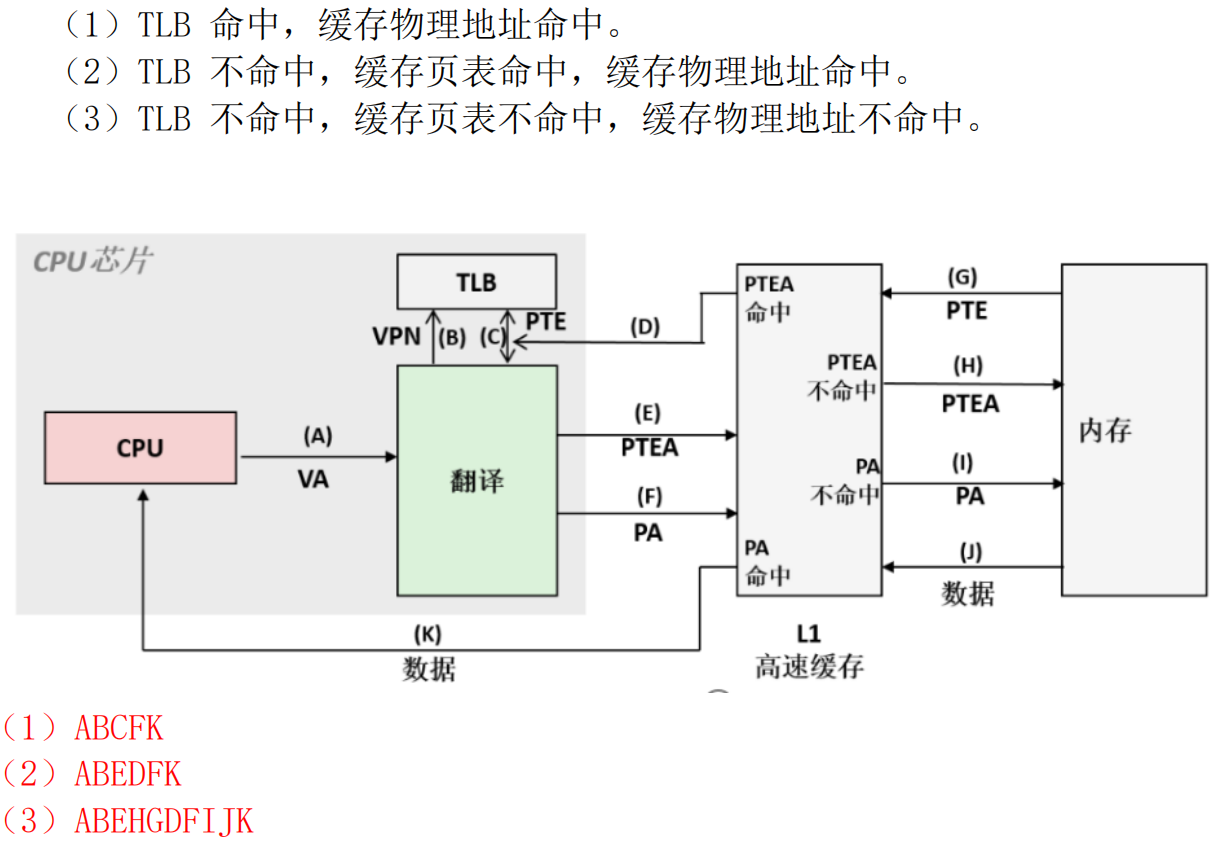 （1）TLB 命中，缓存物理地址命中。
（2）TLB 不命中，缓存页表命中，缓存物理地址命中。
（3）TLB 不命中，缓存页表不命中，缓存物理地址不命中。
CPU芯片
TLB
VPN
(B)
(C)
PTE
(D)
CPU
(A)
VA
翻译
(E)
PTEA
(F)
PA
PTEA
命中
PTEA
不命中
PA
不命中
PA
命中
L1
高速缓存
(G)
PTE
(H)
PTEA
(I)
PA
(J)
数据
内存
(K)
数据
（1）ABCFK
（2）ABEDFK
（3）ABEHGDFIJK